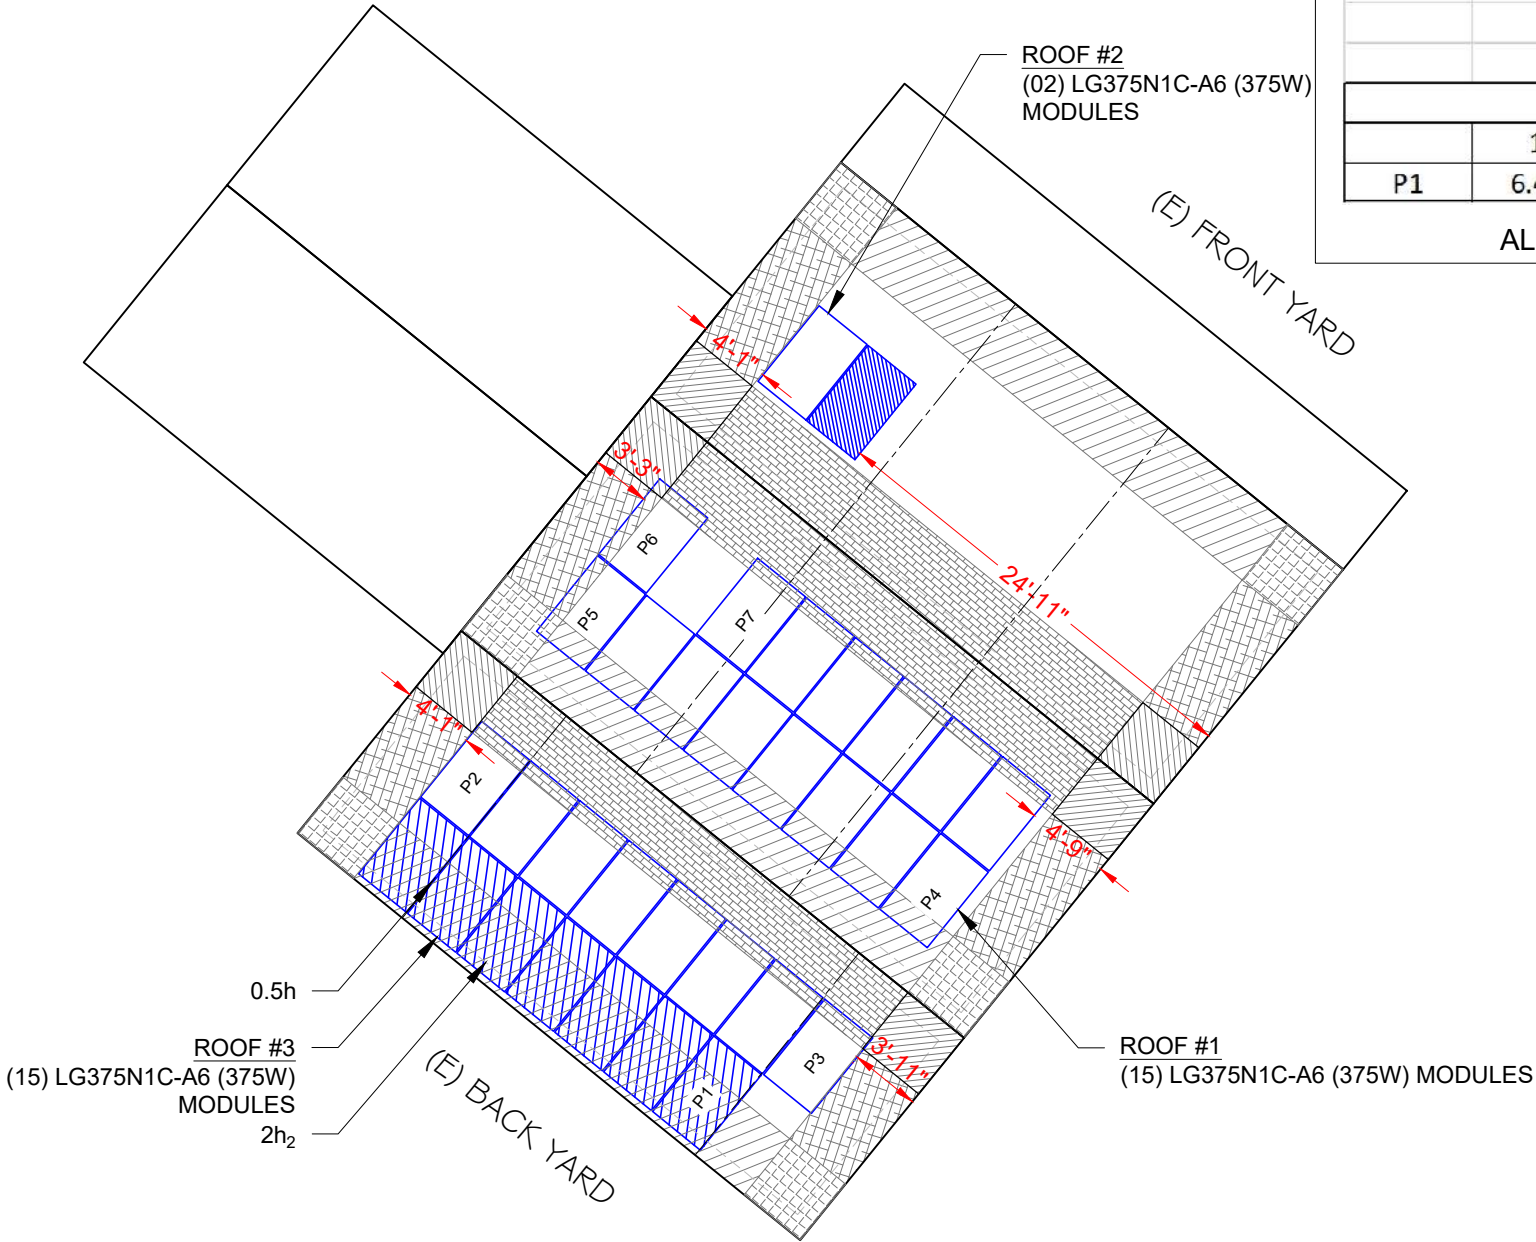 ROOF #2
(02) LG375N1C-A6 (375W)
MODULES
P1
AL
(E) FRONT YARD
4'-1"
3'-3"
P6
P5
P7
24'-11"
4'-1"
P2
4'-9"
P4
0.5h
ROOF #3
(15) LG375N1C-A6 (375W)
MODULES
2h₂
P3
3'-11"
P1
ROOF #1
(15) LG375N1C-A6 (375W) MODULES
(E) BACK YARD